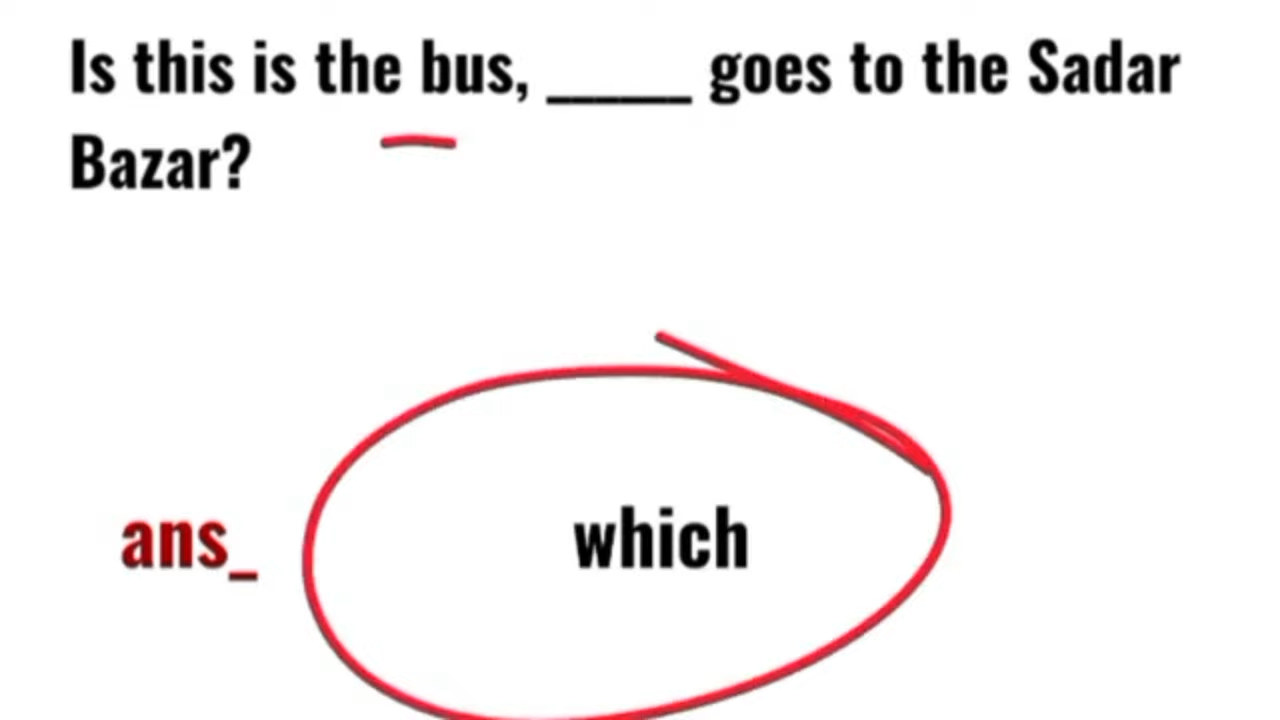 Is this is the bus, _____ goes to the Sadar
Bazar?
ans_ which